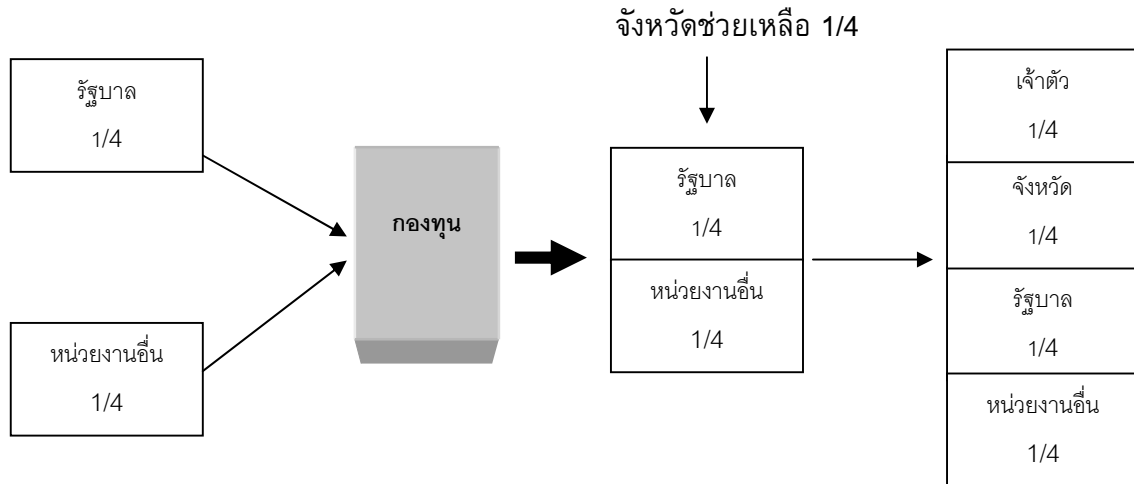 จังหวัดช่วยเหลือ 1/4
รัฐบาล
1/4
หน่วยงานอื่น
1/4
กองทุน
รัฐบาล
1/4
หน่วยงานอื่น
1/4
เจ้าตัว
1/4
จังหวัด
1/4
รัฐบาล
1/4
หน่วยงานอื่น
1/4